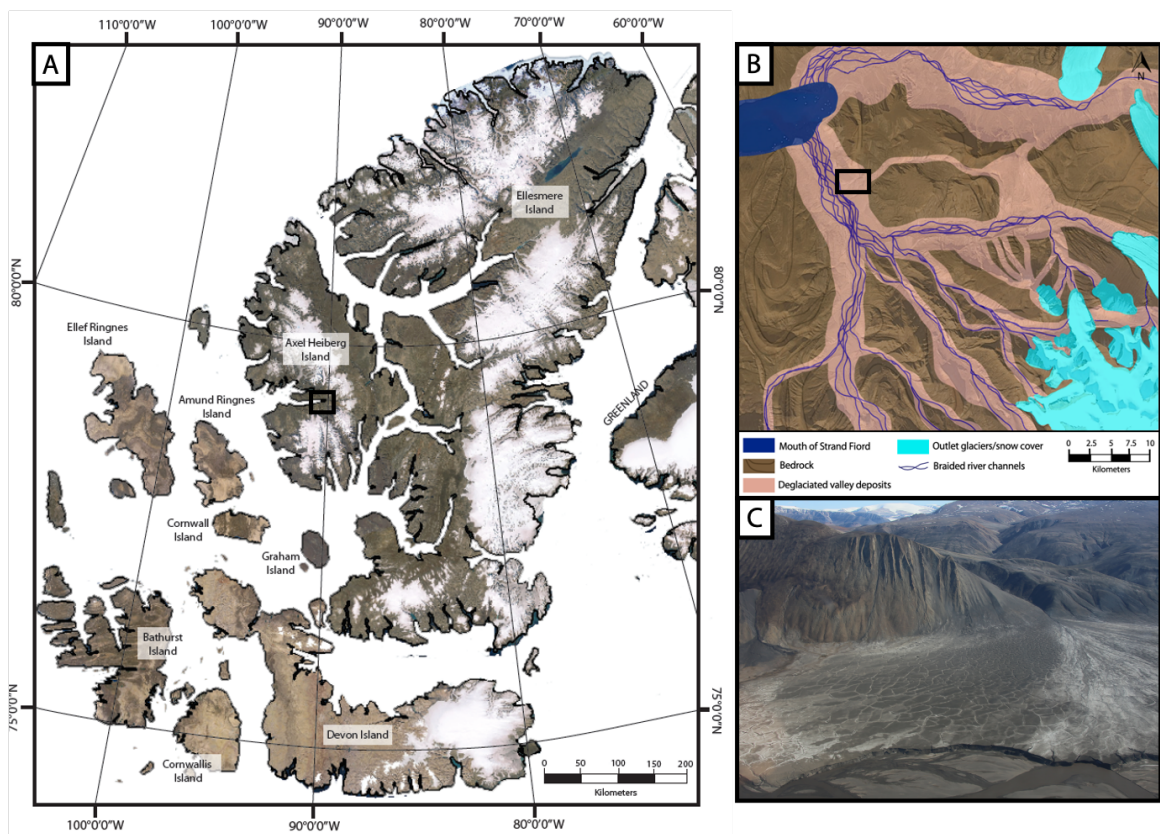 110°0'0"W
100°0'0"W
90°0'0"W
80°0'0"W
70°0'0"W
60°0'0"W
A
80°0'0"N
Ellesmere
Island
80°0'0"N
Ellef Ringnes
Island
Axel Heiberg
Island
Amund Ringnes
Island
GREENLAND
Cornwall
Island
Graham
Island
Bathurst
Island
75°0'0"N
75°0'0"N
Devon Island
Cornwallis
Island
0 50 100 150 200
Kilometers
100°0'0"W
90°0'0"W
80°0'0"W
B
N
Mouth of Strand Fiord
Bedrock
Deglaciated valley deposits
Outlet glaciers/snow cover
Braided river channels
0 2.5 5 7.5 10
Kilometers
C